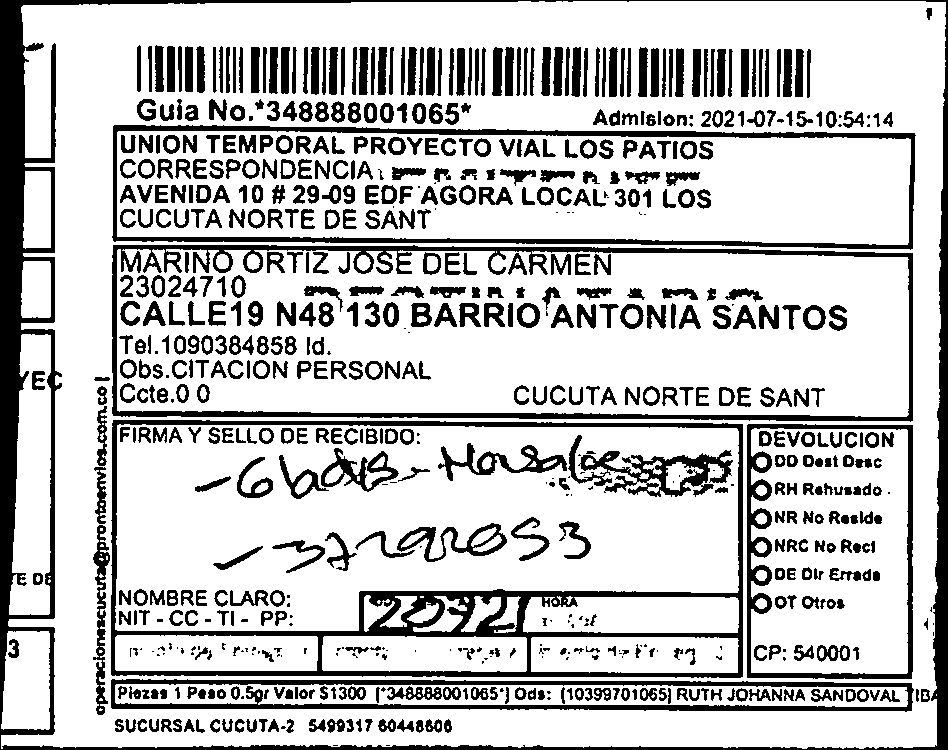 Guia No.*348888001065*
Admision: 2021-07-15-10:54:14
UNION TEMPORAL PROYECTO VIAL LOS PATIOS
CORRESPONDENCIA
AVENIDA 10 # 29-09 EDF AGORA LOCAL 301 LOS
CUCUTA NORTE DE SANT
MARINO ORTIZ JOSE DEL CARMEN
23024710
CALLE19 N48 130 BARRIO ANTONIA SANTOS
Tel.1090384858 Id.
Obs.CITACION PERSONAL
Ccte.0 0
CUCUTA NORTE DE SANT
YEC
operacionescucuta@prontoenvios.com.co |
FIRMA Y SELLO DE RECIBIDO:
-Gladis-
DEVOLUCION
DD Dest Desc
RH Rehusado
NR No Reside
NRC No Recl
DE Dir Errada
OT Otros
E DE
NOMBRE CLARO:
NIT - CC - TI - PP:
HORA
3
CP: 540001
Piezas 1 Peso 0.5gr Valor $1300 [*348888001065*] Ods: [10399701065] RUTH JOHANNA SANDOVAL
SUCURSAL CUCUTA-2 5499317 60448606